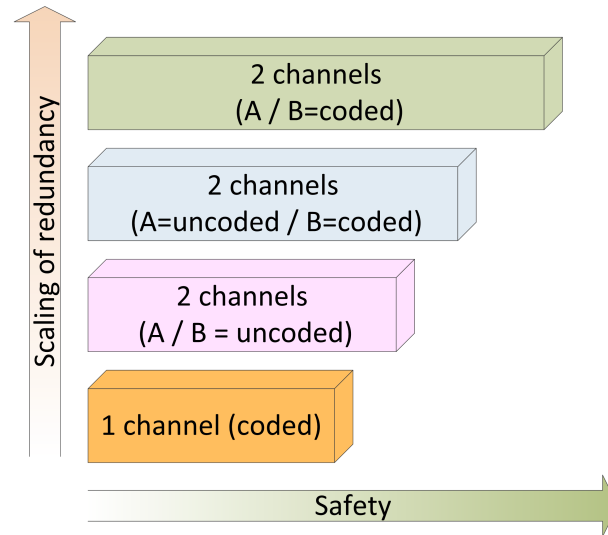 Scaling of redundancy
2 channels
(A / B=coded)
2 channels
(A=uncoded / B=coded)
2 channels
(A / B = uncoded)
1 channel (coded)
Safety